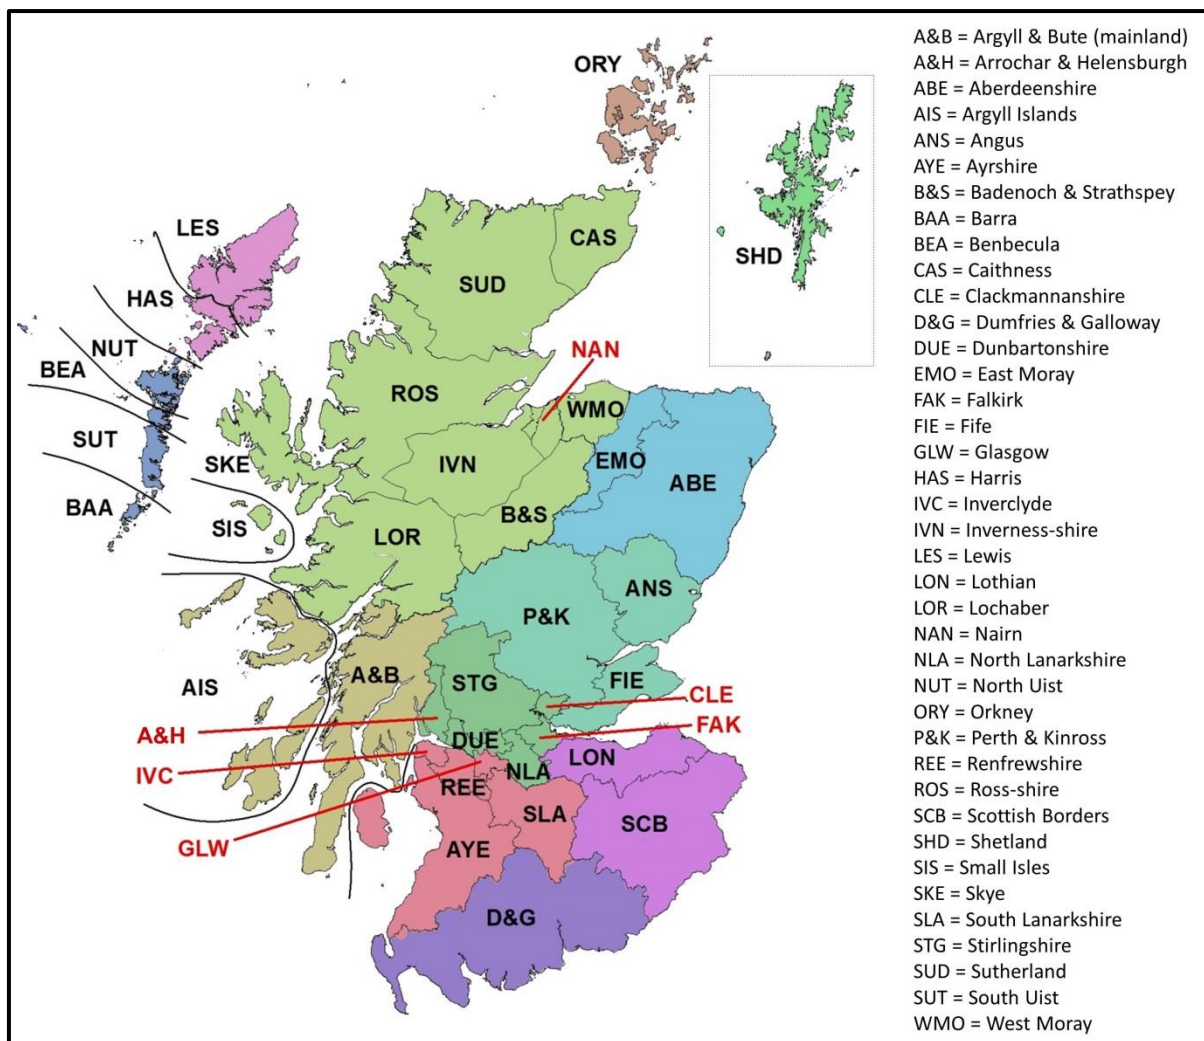 ORY
LES
CAS
SHD
HAS
SUD
NUT
NAN
BEA
ROS
WMO
SUT
SKE
IVN
EMO
ABE
BAA
SIS
B&S
LOR
ANS
P&K
A&B
STG
FIE
AIS
CLE
A&H
FAK
DUE
LON
IVC
NLA
REE
SLA
SCB
GLW
AYE
D&G
A&B = Argyll & Bute (mainland)
A&H = Arrochar & Helensburgh
ABE = Aberdeenshire
AIS = Argyll Islands
ANS = Angus
AYE = Ayrshire
B&S = Badenoch & Strathspey
BAA = Barra
BEA = Benbecula
CAS = Caithness
CLE = Clackmannanshire
D&G = Dumfries & Galloway
DUE = Dunbartonshire
EMO = East Moray
FAK = Falkirk
FIE = Fife
GLW = Glasgow
HAS = Harris
IVC = Inverclyde
IVN = Inverness-shire
LES = Lewis
LON = Lothian
LOR = Lochaber
NAN = Nairn
NLA = North Lanarkshire
NUT = North Uist
ORY = Orkney
P&K = Perth & Kinross
REE = Renfrewshire
ROS = Ross-shire
SCB = Scottish Borders
SHD = Shetland
SIS = Small Isles
SKE = Skye
SLA = South Lanarkshire
STG = Stirlingshire
SUD = Sutherland
SUT = South Uist
WMO = West Moray